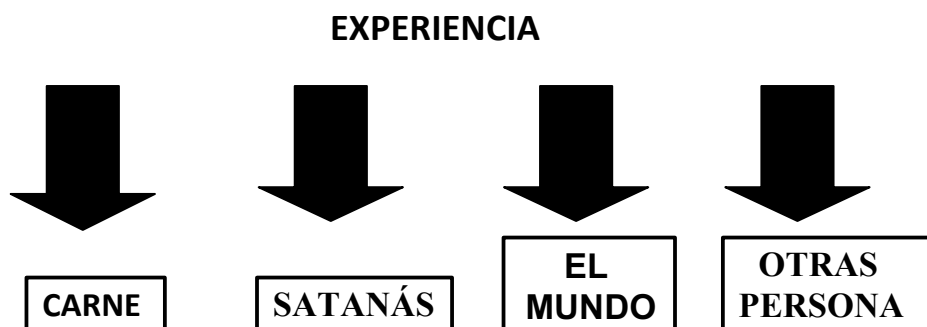 EXPERIENCIA
CARNE
SATANÁS
EL
MUNDO
OTRAS
PERSONA